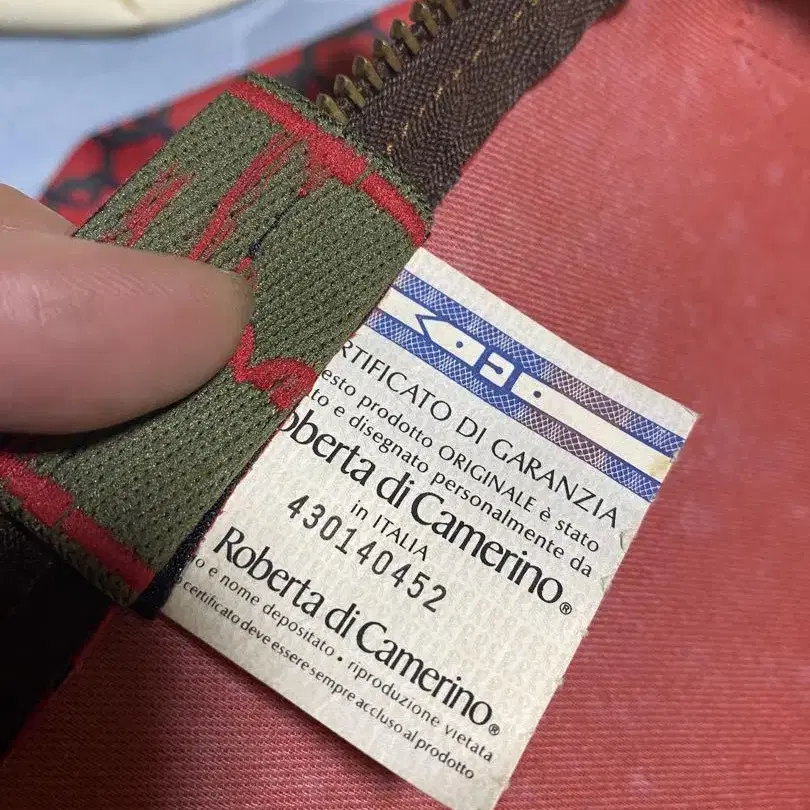 RTIFICATO DI GARANZIA
esto prodotto ORIGINALE è stato
to e disegnato personalmente da
oberta di Camerino®
in ITALIA
430140452
Roberta di Camerino®
o e nome depositato • riproduzione vietata
certificato deve essere sempre accluso al prodotto